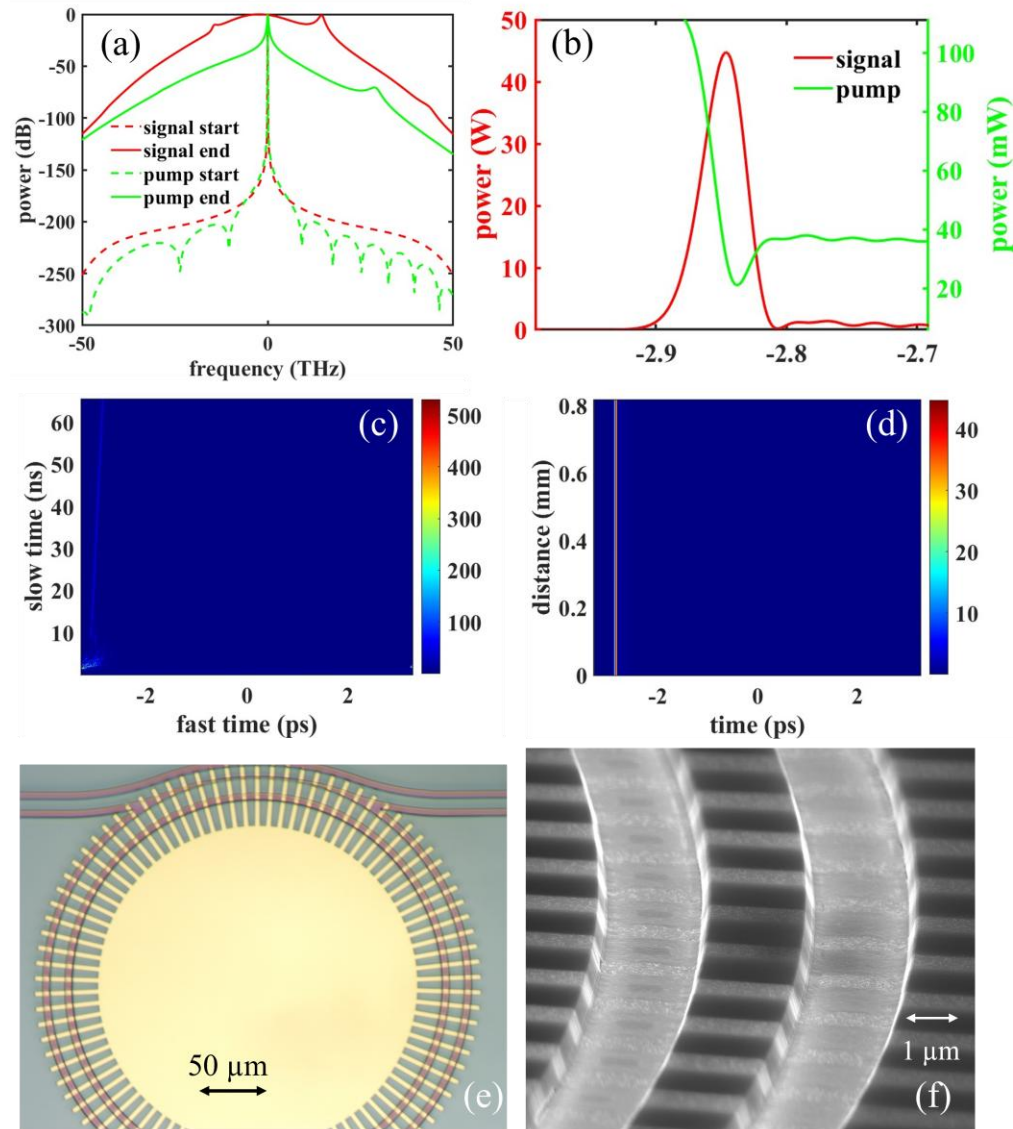 (a)
0
-50
-100
-150
-200
-250
-300
power (dB)
signal start
signal end
pump start
pump end
-50
0
50
frequency (THz)
(b)
50
40
30
20
10
0
power (W)
signal
pump
100
80
60
40
20
power (mW)
-2.9
-2.8
-2.7
(c)
60
50
40
30
20
10
slow time (ns)
-2
0
2
fast time (ps)
500
400
300
200
100
(d)
0.8
0.6
0.4
0.2
0
distance (mm)
-2
0
2
time (ps)
40
30
20
10
50 µm
(e)
1 µm
(f)